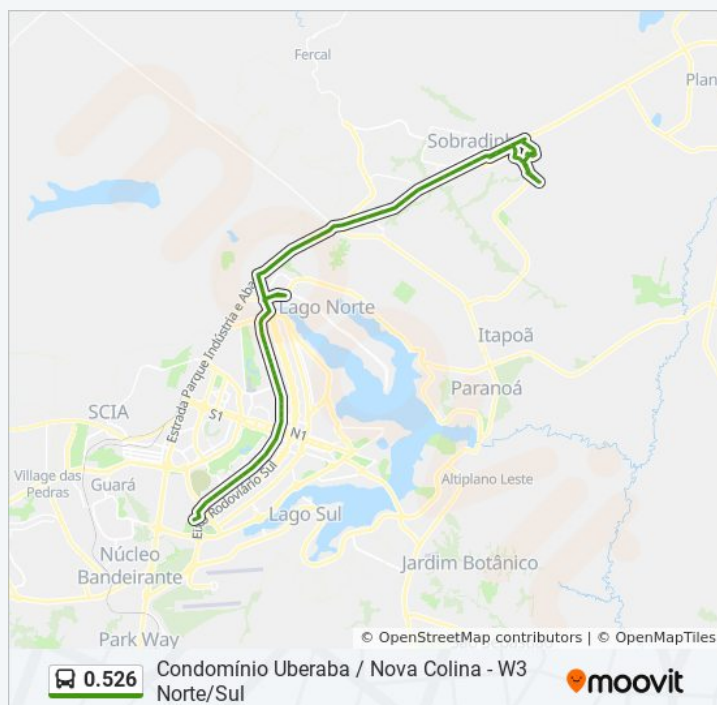 Fercal
Plan
Sobradinh
Lago Norte
Estrada Parque Indústria e Aba
Itapoã
Paranoá
SCIA
S1
N1
Village das
Pedras
Guará
Altiplano Leste
Eixo Rodoviário Sul
Lago Sul
Núcleo
Bandeirante
Jardim Botânico
Park Way
© OpenStreetMap contributors | © OpenMapTiles
0.526
Condomínio Uberaba / Nova Colina - W3
Norte/Sul
moovit